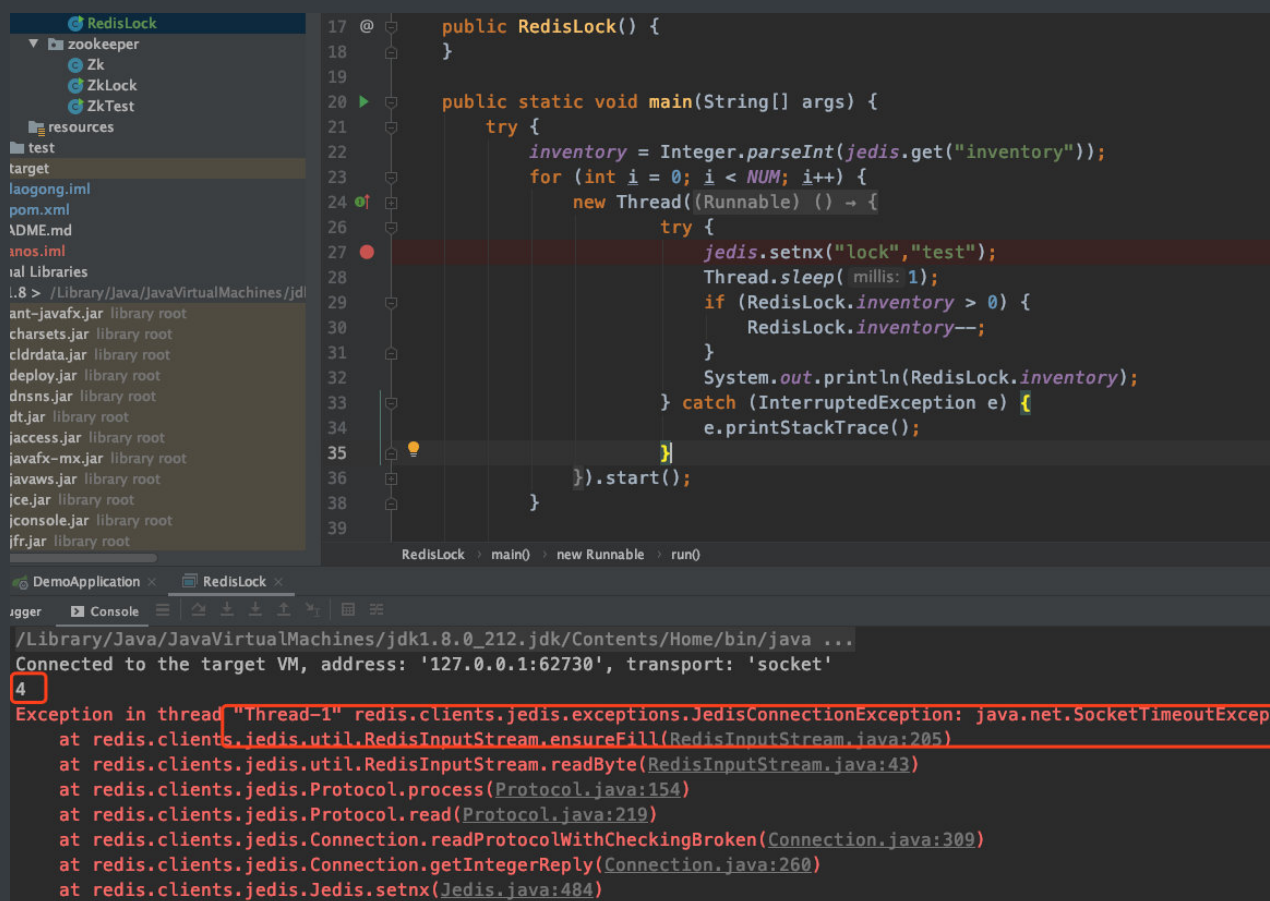 RedisLock
zookeeper
Zk
ZkLock
ZkTest
resources
test
target
laogong.iml
pom.xml
ADME.md
anos.iml
nal Libraries
1.8 > /Library/Java/JavaVirtualMachines/jdk
ant-javafx.jar library root
charsets.jar library root
cldrdata.jar library root
deploy.jar library root
dnsns.jar library root
dt.jar library root
jaccess.jar library root
javafx-mx.jar library root
javaws.jar library root
jce.jar library root
jconsole.jar library root
jfr.jar library root
17 @ public RedisLock() {
18 }
19
20 public static void main(String[] args) {
21 try {
22 inventory = Integer.parseInt(jedis.get("inventory"));
23 for (int i = 0; i < NUM; i++) {
24 new Thread((Runnable) () → {
26 try {
27 jedis.setnx("lock","test");
28 Thread.sleep( millis: 1);
29 if (RedisLock.inventory > 0) {
30 RedisLock.inventory--;
31 }
32 System.out.println(RedisLock.inventory);
33 } catch (InterruptedException e) {
34 e.printStackTrace();
35 }
36 }).start();
38 }
39
RedisLock › main() › new Runnable › run()
DemoApplication × RedisLock ×
ugger Console
/Library/Java/JavaVirtualMachines/jdk1.8.0_212.jdk/Contents/Home/bin/java ...
Connected to the target VM, address: '127.0.0.1:62730', transport: 'socket'
4
Exception in thread "Thread-1" redis.clients.jedis.exceptions.JedisConnectionException: java.net.SocketTimeoutExcep
at redis.clients.jedis.util.RedisInputStream.ensureFill(RedisInputStream.java:205)
at redis.clients.jedis.util.RedisInputStream.readByte(RedisInputStream.java:43)
at redis.clients.jedis.Protocol.process(Protocol.java:154)
at redis.clients.jedis.Protocol.read(Protocol.java:219)
at redis.clients.jedis.Connection.readProtocolWithCheckingBroken(Connection.java:309)
at redis.clients.jedis.Connection.getIntegerReply(Connection.java:260)
at redis.clients.jedis.Jedis.setnx(Jedis.java:484)